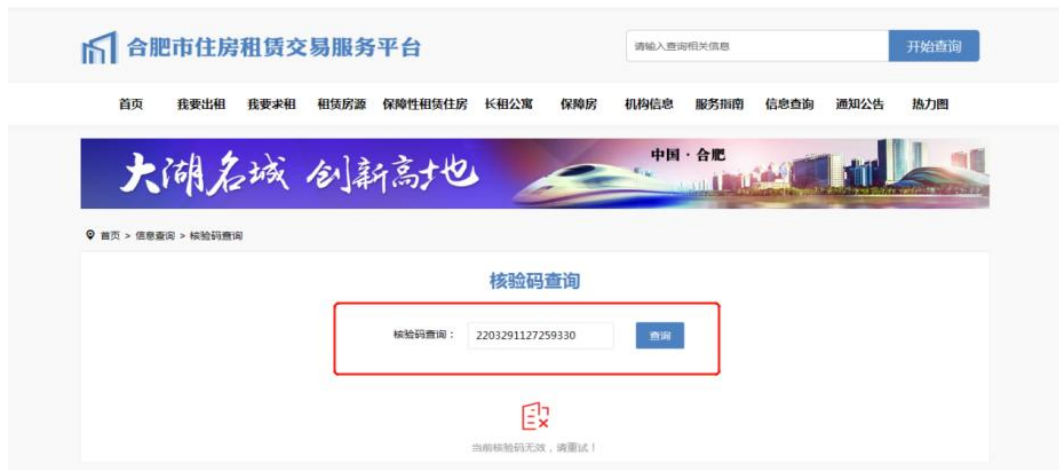 合肥市住房租赁交易服务平台
请输入查询相关信息
开始查询
首页 我要出租 我要求租 租赁房源 保障性租赁住房 长租公寓 保障房 机构信息 服务指南 信息查询 通知公告 热力图
大湖名城 创新高地
中国·合肥
首页 > 信息查询 > 核验码查询
核验码查询
核验码查询： 2203291127259330 查询
当前核验码无效，请重试！